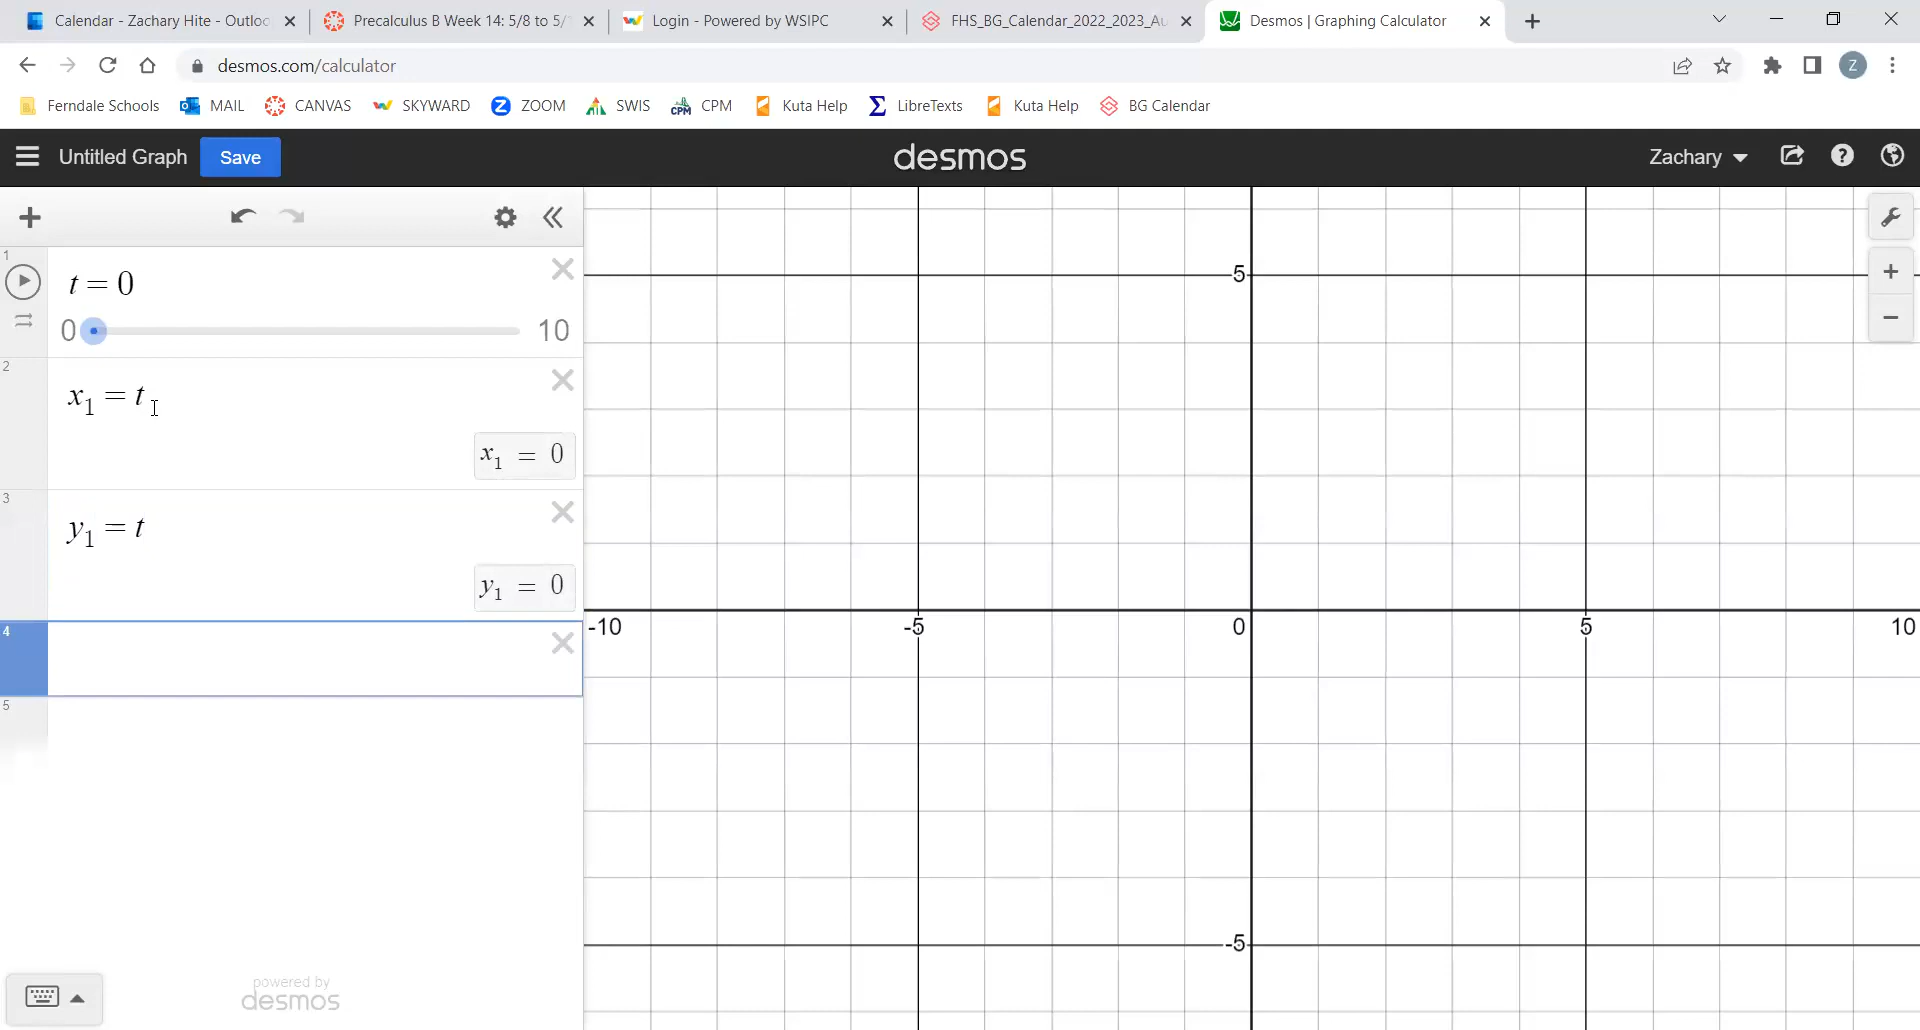 Calendar - Zachary Hite - Outloo
Precalculus B Week 14: 5/8 to 5/
Login - Powered by WSIPC
FHS_BG_Calendar_2022_2023_Au
Desmos | Graphing Calculator
desmos.com/calculator
Z
Ferndale Schools
MAIL
CANVAS
SKYWARD
ZOOM
SWIS
CPM
CPM
Kuta Help
LibreTexts
Kuta Help
BG Calendar
Untitled Graph
Save
desmos
Zachary
1
t = 0
0
10
2
x₁ = t
x₁ = 0
3
y₁ = t
y₁ = 0
4
5
5
-10
-5
0
5
10
-5
powered by
desmos